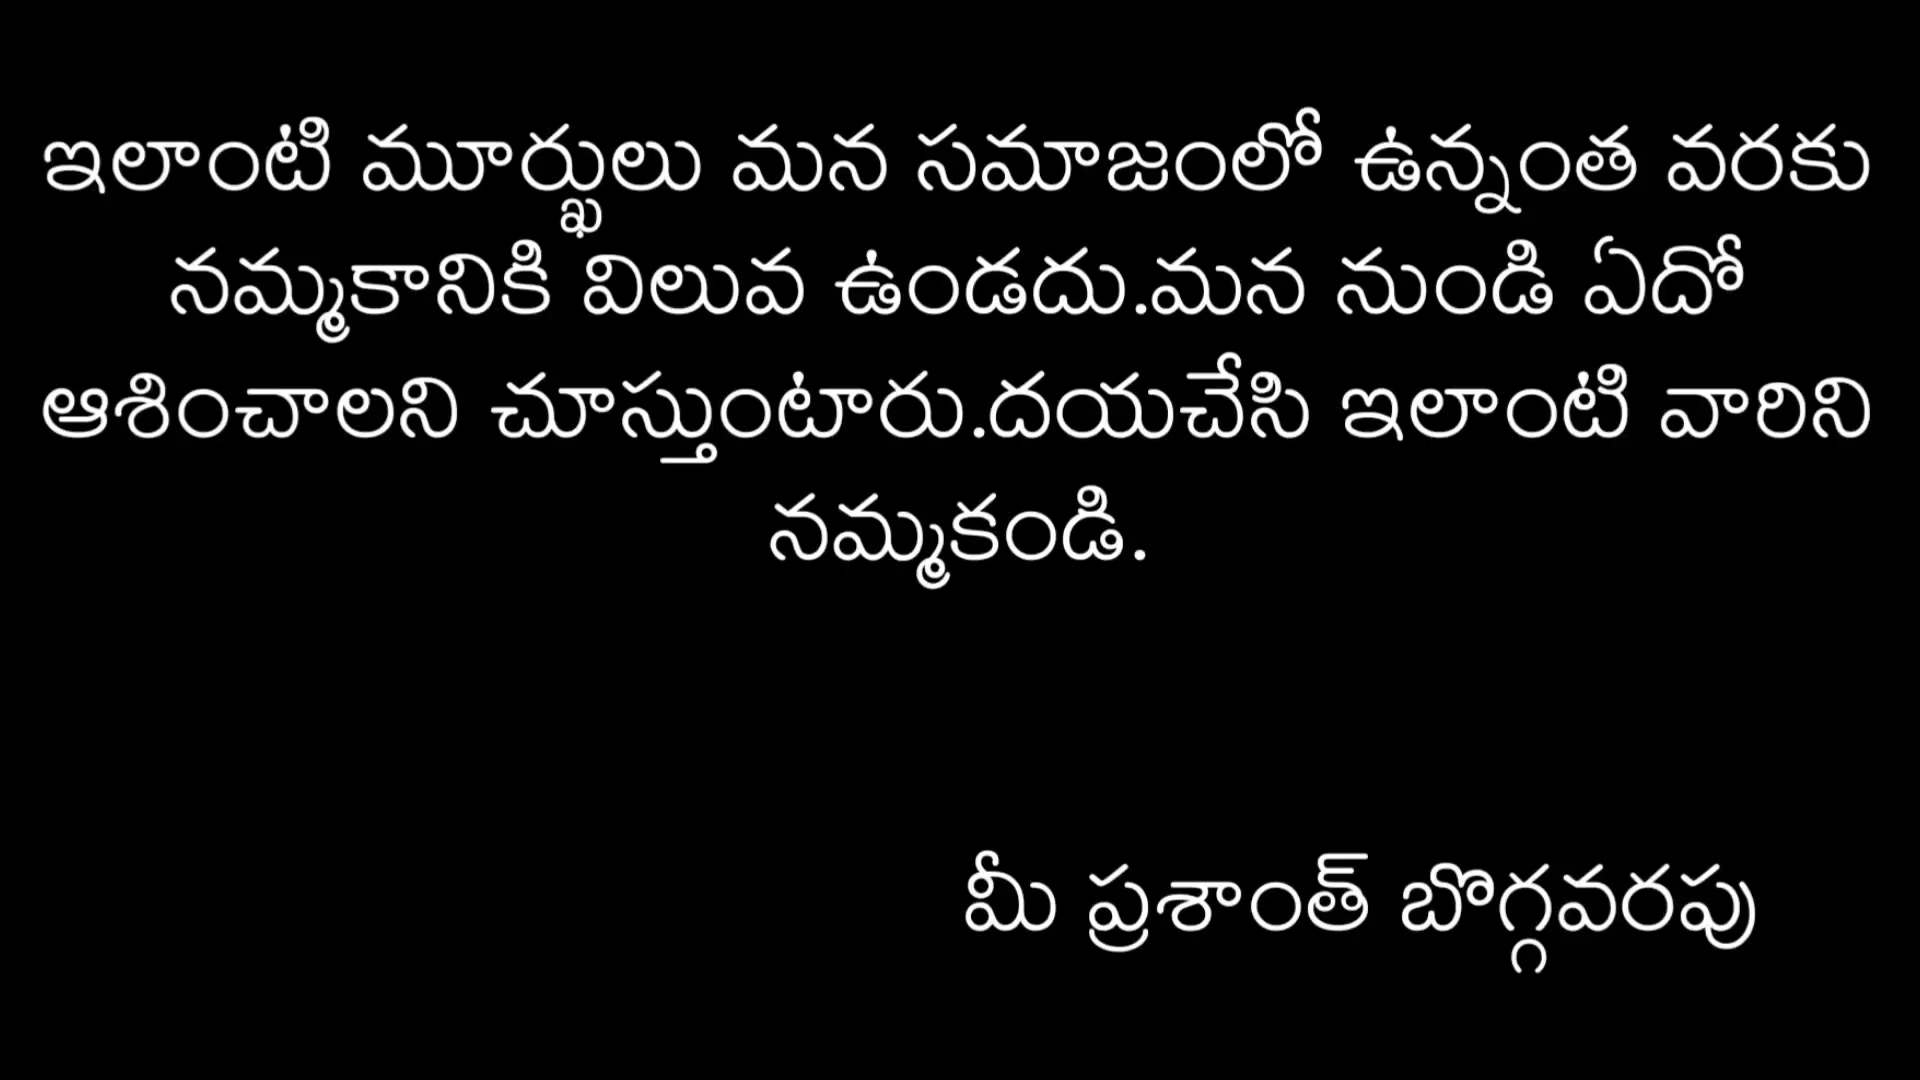 ఇలాంటి మూర్ఖులు మన సమాజంలో ఉన్నంత వరకు
నమ్మకానికి విలువ ఉండదు.మన నుండి ఏదో
ఆశించాలని చూస్తుంటారు.దయచేసి ఇలాంటి వారిని
నమ్మకండి.
మీ ప్రశాంత్ బొగ్గవరపు